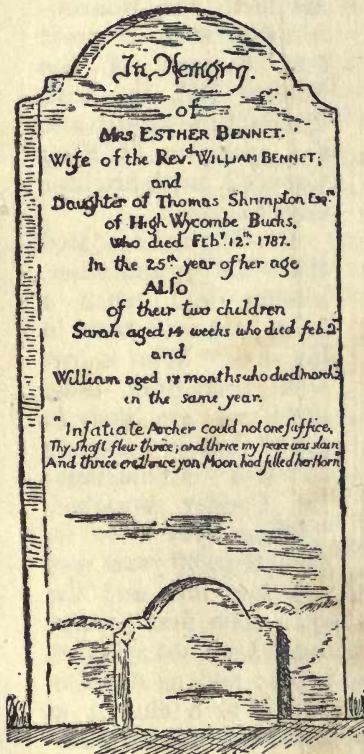 In Memory.
of
MRS ESTHER BENNET.
Wife of the Revd. WILLIAM BENNET;
and
Daughter of Thomas Shrimpton Esqre.
of High Wycombe Bucks.
who died Feby. 12th. 1787.
In the 25th year of her age
ALSO
of their two children
Sarah aged 14 weeks who died feb. 2
and
William aged 18 months who died march
in the same year.
"Insatiate Archer could not one suffice,
Thy Shaft flew thrice; and thrice my peace was slain
And thrice ere thrice yon Moon had filled her Horn"